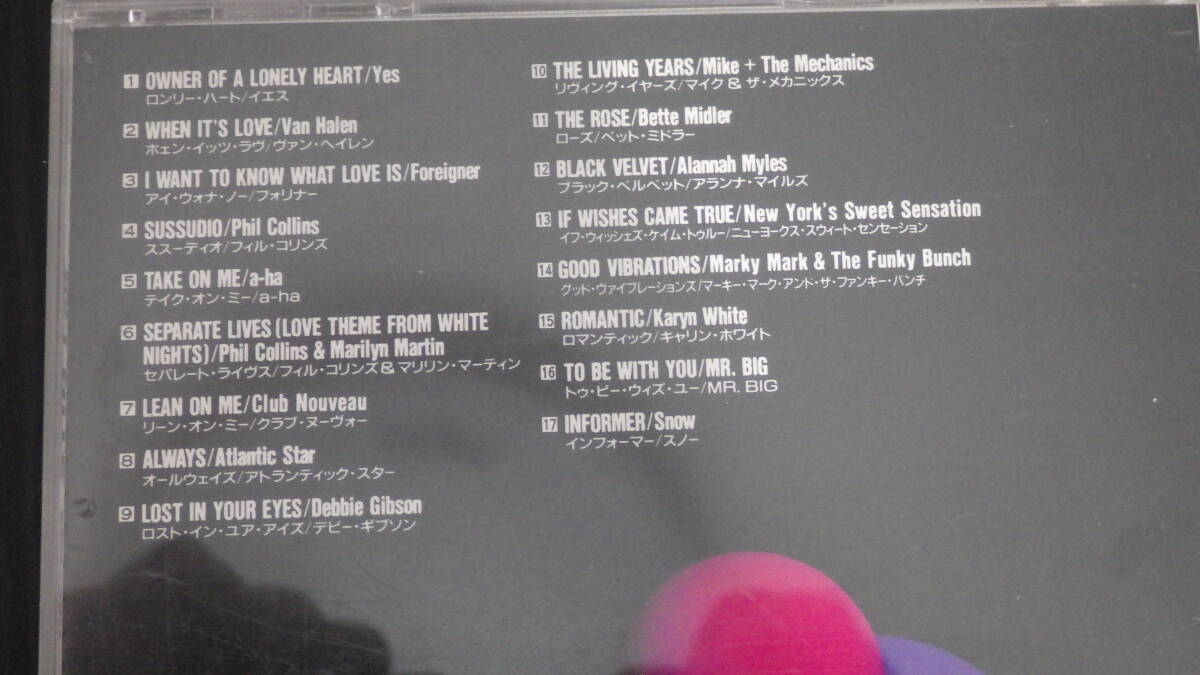 1 OWNER OF A LONELY HEART/Yes
ロンリー・ハート/イエス
2 WHEN IT'S LOVE/Van Halen
ホェン・イッツ・ラヴ/ヴァン・ヘイレン
3 I WANT TO KNOW WHAT LOVE IS/Foreigner
アイ・ウォナ・ノー/フォリナー
4 SUSSUDIO/Phil Collins
ススーディオ/フィル・コリンズ
5 TAKE ON ME/a-ha
テイク・オン・ミー/a-ha
6 SEPARATE LIVES(LOVE THEME FROM WHITE
NIGHTS)/Phil Collins & Marilyn Martin
セパレート・ライヴス/フィル・コリンズ&マリリン・マーティン
7 LEAN ON ME/Club Nouveau
リーン・オン・ミー/クラブ・ヌーヴォー
8 ALWAYS/Atlantic Star
オールウェイズ/アトランティック・スター
9 LOST IN YOUR EYES/Debbie Gibson
ロスト・イン・ユア・アイズ/デビー・ギブソン
10 THE LIVING YEARS/Mike + The Mechanics
リヴィング・イヤーズ/マイク&ザ・メカニックス
11 THE ROSE/Bette Midler
ローズ/ベット・ミドラー
12 BLACK VELVET/Alannah Myles
ブラック・ベルベット/アランナ・マイルズ
13 IF WISHES CAME TRUE/New York's Sweet Sensation
イフ・ウィッシェズ・ケイム・トゥルー/ニューヨークス・スウィート・センセーション
14 GOOD VIBRATIONS/Marky Mark & The Funky Bunch
グッド・ヴァイブレーションズ/マーキー・マーク・アンド・ザ・ファンキー・バンチ
15 ROMANTIC/Karyn White
ロマンティック/キャリン・ホワイト
16 TO BE WITH YOU/MR. BIG
トゥ・ビー・ウィズ・ユー/MR. BIG
17 INFORMER/Snow
インフォーマー/スノー